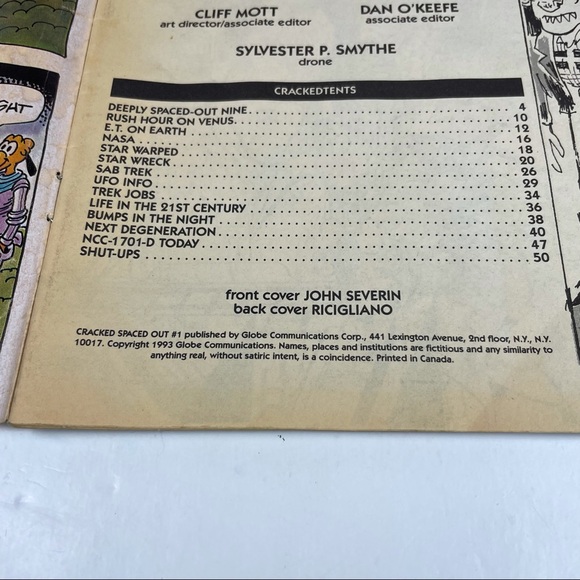 CLIFF MOTT
art director/associate editor
DAN O'KEEFE
associate editor
SYLVESTER P. SMYTHE
drone
CRACKEDTENTS
DEEPLY SPACED-OUT NINE 4
RUSH HOUR ON VENUS 10
E.T. ON EARTH 12
NASA 16
STAR WARPED 18
STAR WRECK 20
SAB TREK 26
UFO INFO 29
TREK JOBS 34
LIFE IN THE 21ST CENTURY 36
BUMPS IN THE NIGHT 38
NEXT DEGENERATION 40
NCC-1701-D TODAY 47
SHUT-UPS 50
front cover JOHN SEVERIN
back cover RICIGLIANO
CRACKED SPACED OUT #1 published by Globe Communications Corp., 441 Lexington Avenue, 2nd floor, N.Y., N.Y.
10017. Copyright 1993 Globe Communications. Names, places and institutions are fictitious and any similarity to
anything real, without satiric intent, is a coincidence. Printed in Canada.